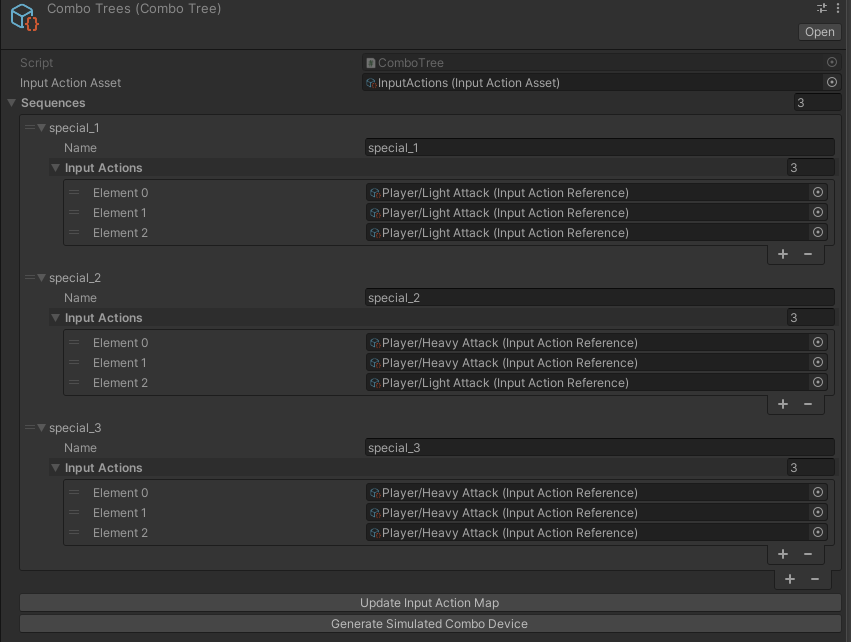 Combo Trees (Combo Tree)
Open
Script ComboTree
Input Action Asset InputActions (Input Action Asset)
Sequences 3
special_1
Name special_1
Input Actions 3
Element 0 Player/Light Attack (Input Action Reference)
Element 1 Player/Light Attack (Input Action Reference)
Element 2 Player/Light Attack (Input Action Reference)
+ −
special_2
Name special_2
Input Actions 3
Element 0 Player/Heavy Attack (Input Action Reference)
Element 1 Player/Heavy Attack (Input Action Reference)
Element 2 Player/Light Attack (Input Action Reference)
+ −
special_3
Name special_3
Input Actions 3
Element 0 Player/Heavy Attack (Input Action Reference)
Element 1 Player/Heavy Attack (Input Action Reference)
Element 2 Player/Heavy Attack (Input Action Reference)
+ −
+ −
Update Input Action Map
Generate Simulated Combo Device